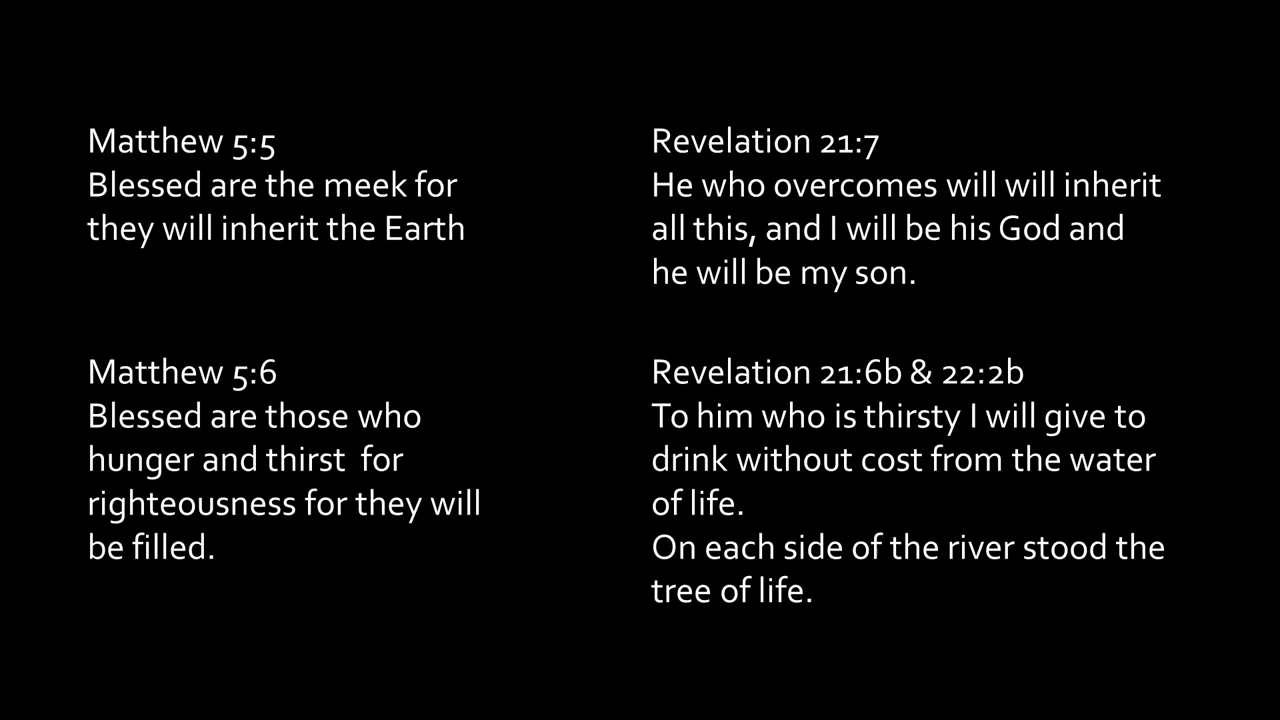 Matthew 5:5
Blessed are the meek for
they will inherit the Earth
Revelation 21:7
He who overcomes will will inherit
all this, and I will be his God and
he will be my son.
Matthew 5:6
Blessed are those who
hunger and thirst  for
righteousness for they will
be filled.
Revelation 21:6b & 22:2b
To him who is thirsty I will give to
drink without cost from the water
of life.
On each side of the river stood the
tree of life.